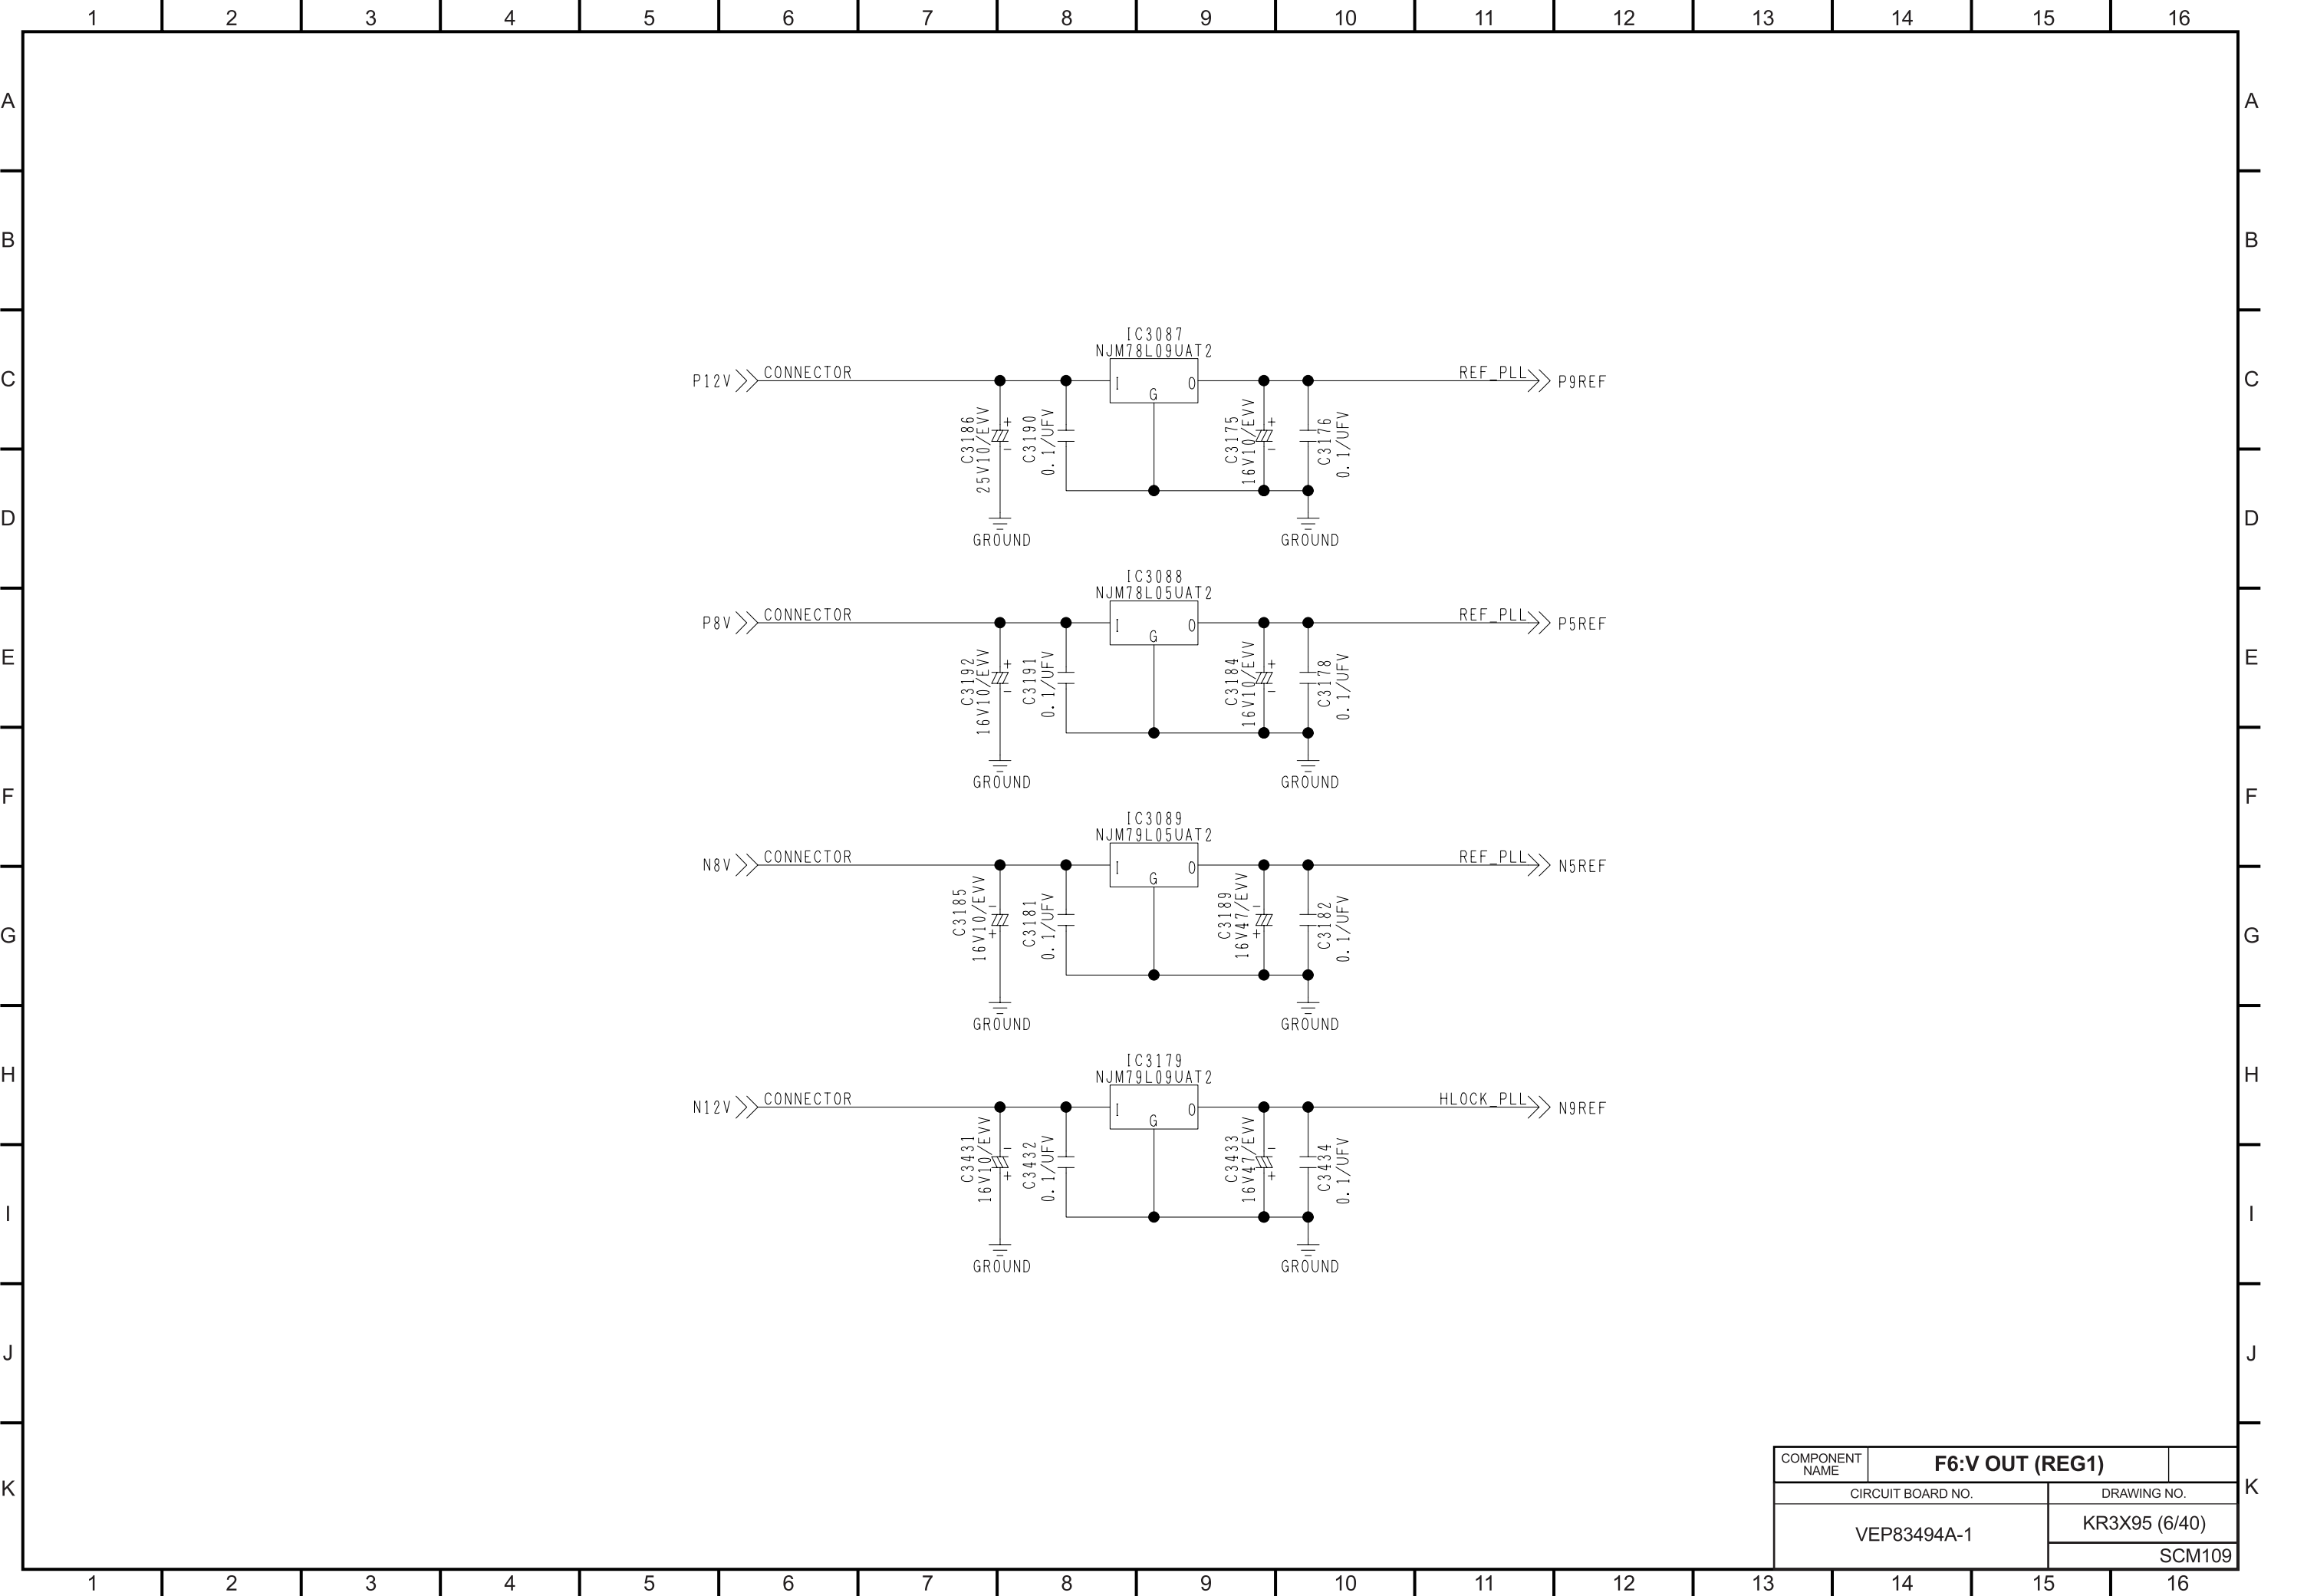 1 2 3 4 5 6 7 8 9 10 11 12 13 14 15 16
A A
B B
IC3087
NJM78L09UAT2
C P12V CONNECTOR I O G REF_PLL P9REF C
C3186 25V10/EVV + -
C3190 0.1/UFV
C3175 16V10/EVV + -
C3176 0.1/UFV
D D
GROUND GROUND
IC3088
NJM78L05UAT2
P8V CONNECTOR I O G REF_PLL P5REF
E E
C3192 16V10/EVV + -
C3191 0.1/UFV
C3184 16V10/EVV + -
C3178 0.1/UFV
GROUND GROUND
F F
IC3089
NJM79L05UAT2
N8V CONNECTOR I O G REF_PLL N5REF
C3185 16V10/EVV - +
C3181 0.1/UFV
C3189 16V47/EVV - +
C3182 0.1/UFV
G G
GROUND GROUND
IC3179
H H
NJM79L09UAT2
N12V CONNECTOR I O G HLOCK_PLL N9REF
C3431 16V10/EVV - +
C3432 0.1/UFV
C3433 16V47/EVV - +
C3434 0.1/UFV
I I
GROUND GROUND
J J
K K
COMPONENT NAME
F6:V OUT (REG1)
CIRCUIT BOARD NO. DRAWING NO.
VEP83494A-1
KR3X95 (6/40)
SCM109
1 2 3 4 5 6 7 8 9 10 11 12 13 14 15 16